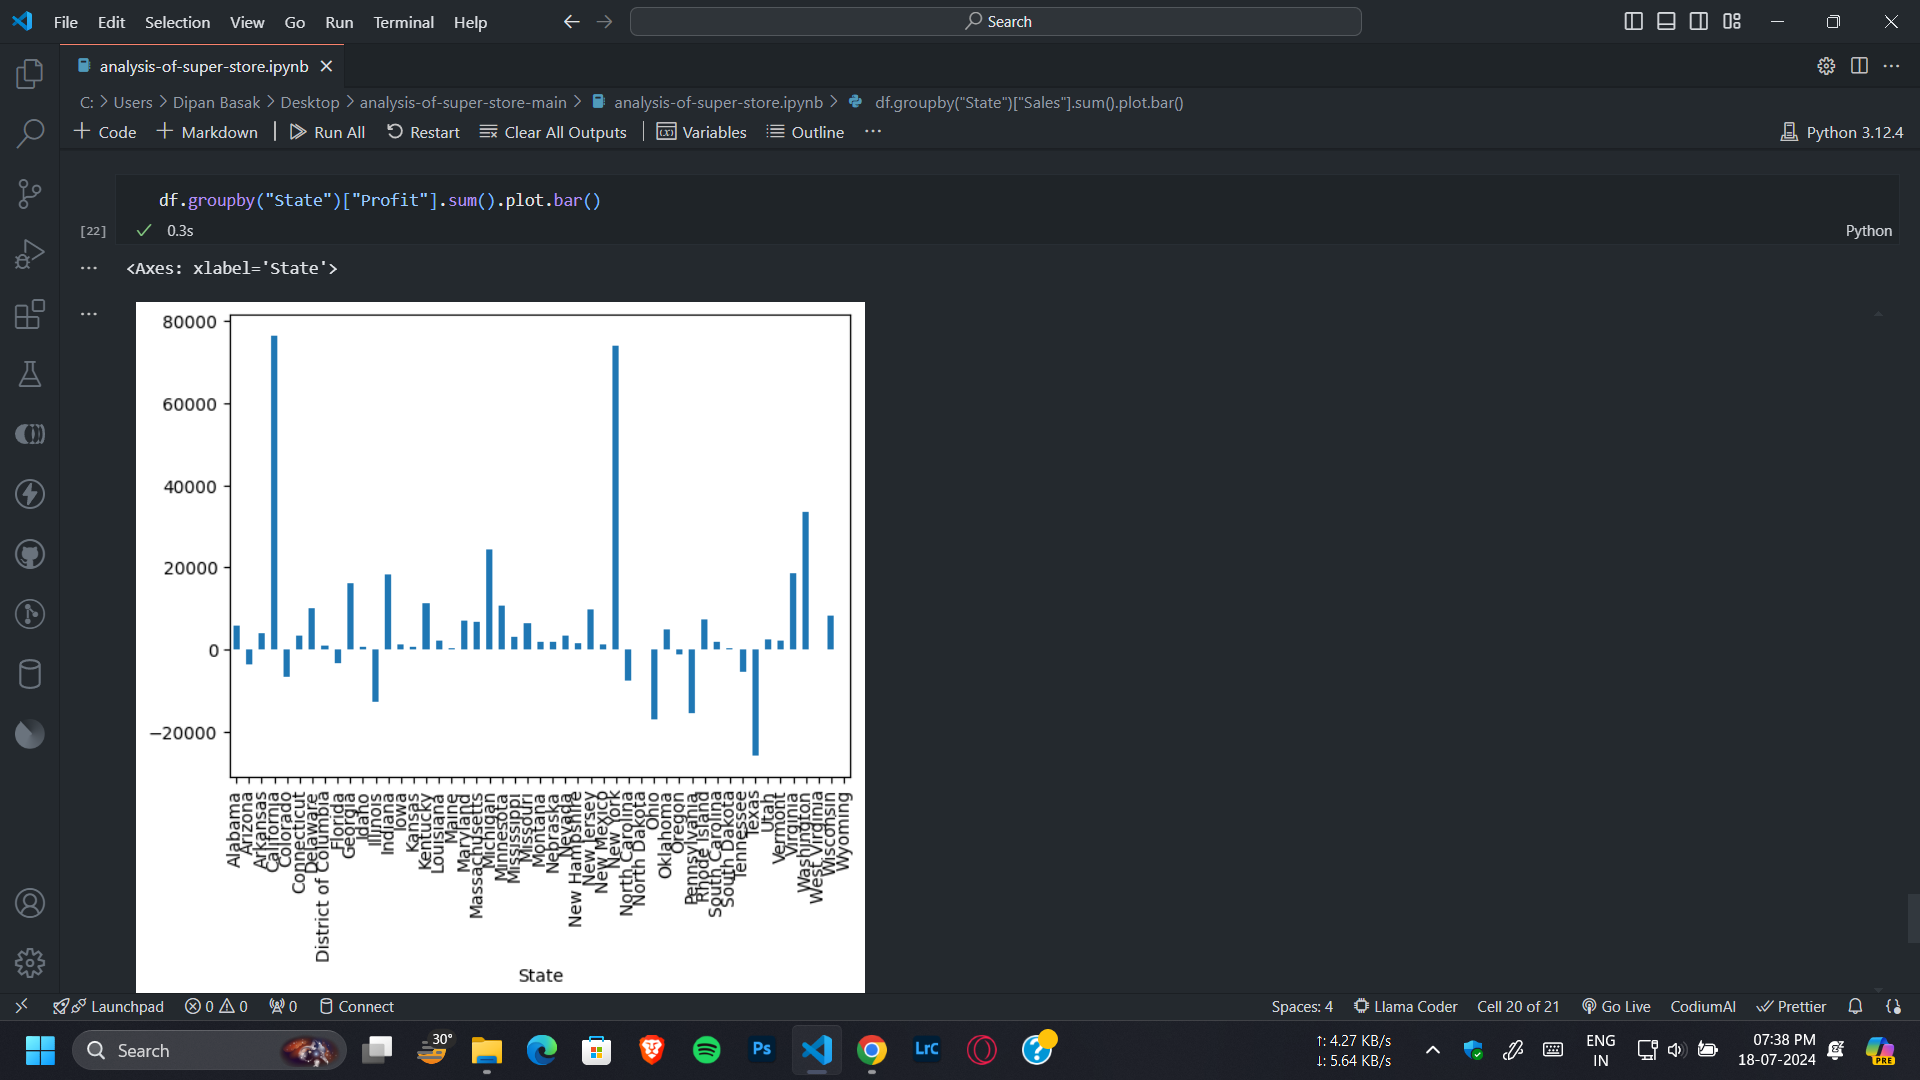 File Edit Selection View Go Run Terminal Help Search
analysis-of-super-store.ipynb
C: > Users > Dipan Basak > Desktop > analysis-of-super-store-main > analysis-of-super-store.ipynb > df.groupby("State")["Sales"].sum().plot.bar()
+ Code + Markdown Run All Restart Clear All Outputs Variables Outline ... Python 3.12.4
df.groupby("State")["Profit"].sum().plot.bar()
[22] 0.3s Python
... <Axes: xlabel='State'>
...
80000
60000
40000
20000
0
−20000
Alabama
Arizona
Arkansas
California
Colorado
Connecticut
Delaware
District of Columbia
Florida
Georgia
Idaho
Illinois
Indiana
Iowa
Kansas
Kentucky
Louisiana
Maine
Maryland
Massachusetts
Michigan
Minnesota
Mississippi
Missouri
Montana
Nebraska
Nevada
New Hampshire
New Jersey
New Mexico
New York
North Carolina
North Dakota
Ohio
Oklahoma
Oregon
Pennsylvania
Rhode Island
South Carolina
South Dakota
Tennessee
Texas
Utah
Vermont
Virginia
Washington
West Virginia
Wisconsin
Wyoming
State
Launchpad 0 0 0 Connect Spaces: 4 Llama Coder Cell 20 of 21 Go Live CodiumAI Prettier
Search 30° Ps LrC ↑: 4.27 KB/s ENG 07:38 PM
↓: 5.64 KB/s IN 18-07-2024 PRE